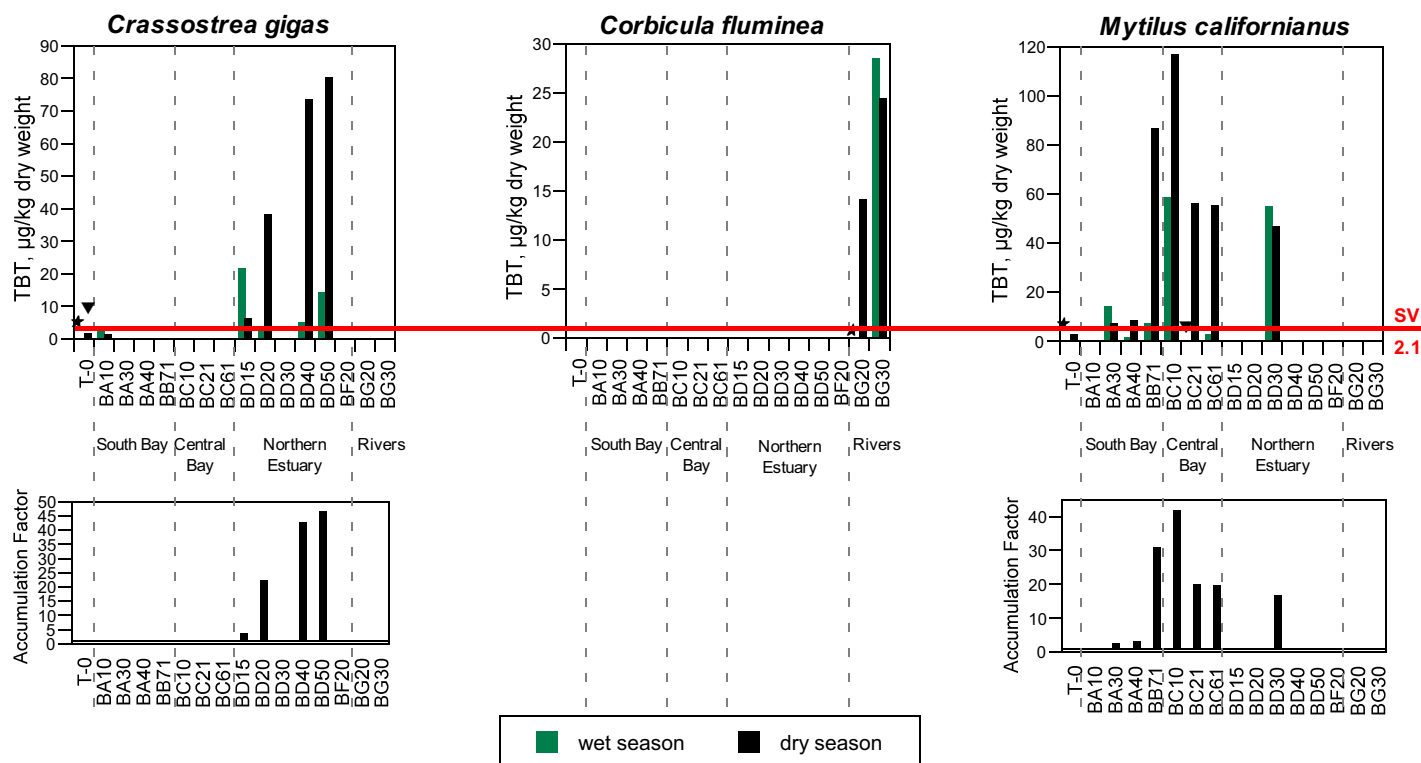 Crassostrea gigas
Corbicula fluminea
Mytilus californianus
TBT, µg/kg dry weight
90
80
70
60
50
40
30
20
10
0
T-0
BA10
BA30
BA40
BB71
BC10
BC21
BC61
BD15
BD20
BD30
BD40
BD50
BF20
BG20
BG30
South Bay
Central
Bay
Northern
Estuary
Rivers
TBT, µg/kg dry weight
30
25
20
15
10
5
0
T-0
BA10
BA30
BA40
BB71
BC10
BC21
BC61
BD15
BD20
BD30
BD40
BD50
BF20
BG20
BG30
South Bay
Central
Bay
Northern
Estuary
Rivers
TBT, µg/kg dry weight
120
100
80
60
40
20
0
SV
2.1
T-0
BA10
BA30
BA40
BB71
BC10
BC21
BC61
BD15
BD20
BD30
BD40
BD50
BF20
BG20
BG30
South Bay
Central
Bay
Northern
Estuary
Rivers
Accumulation Factor
50
45
40
35
30
25
20
15
10
5
0
T-0
BA10
BA30
BA40
BB71
BC10
BC21
BC61
BD15
BD20
BD30
BD40
BD50
BF20
BG20
BG30
Accumulation Factor
40
30
20
10
0
T-0
BA10
BA30
BA40
BB71
BC10
BC21
BC61
BD15
BD20
BD30
BD40
BD50
BF20
BG20
BG30
wet season
dry season